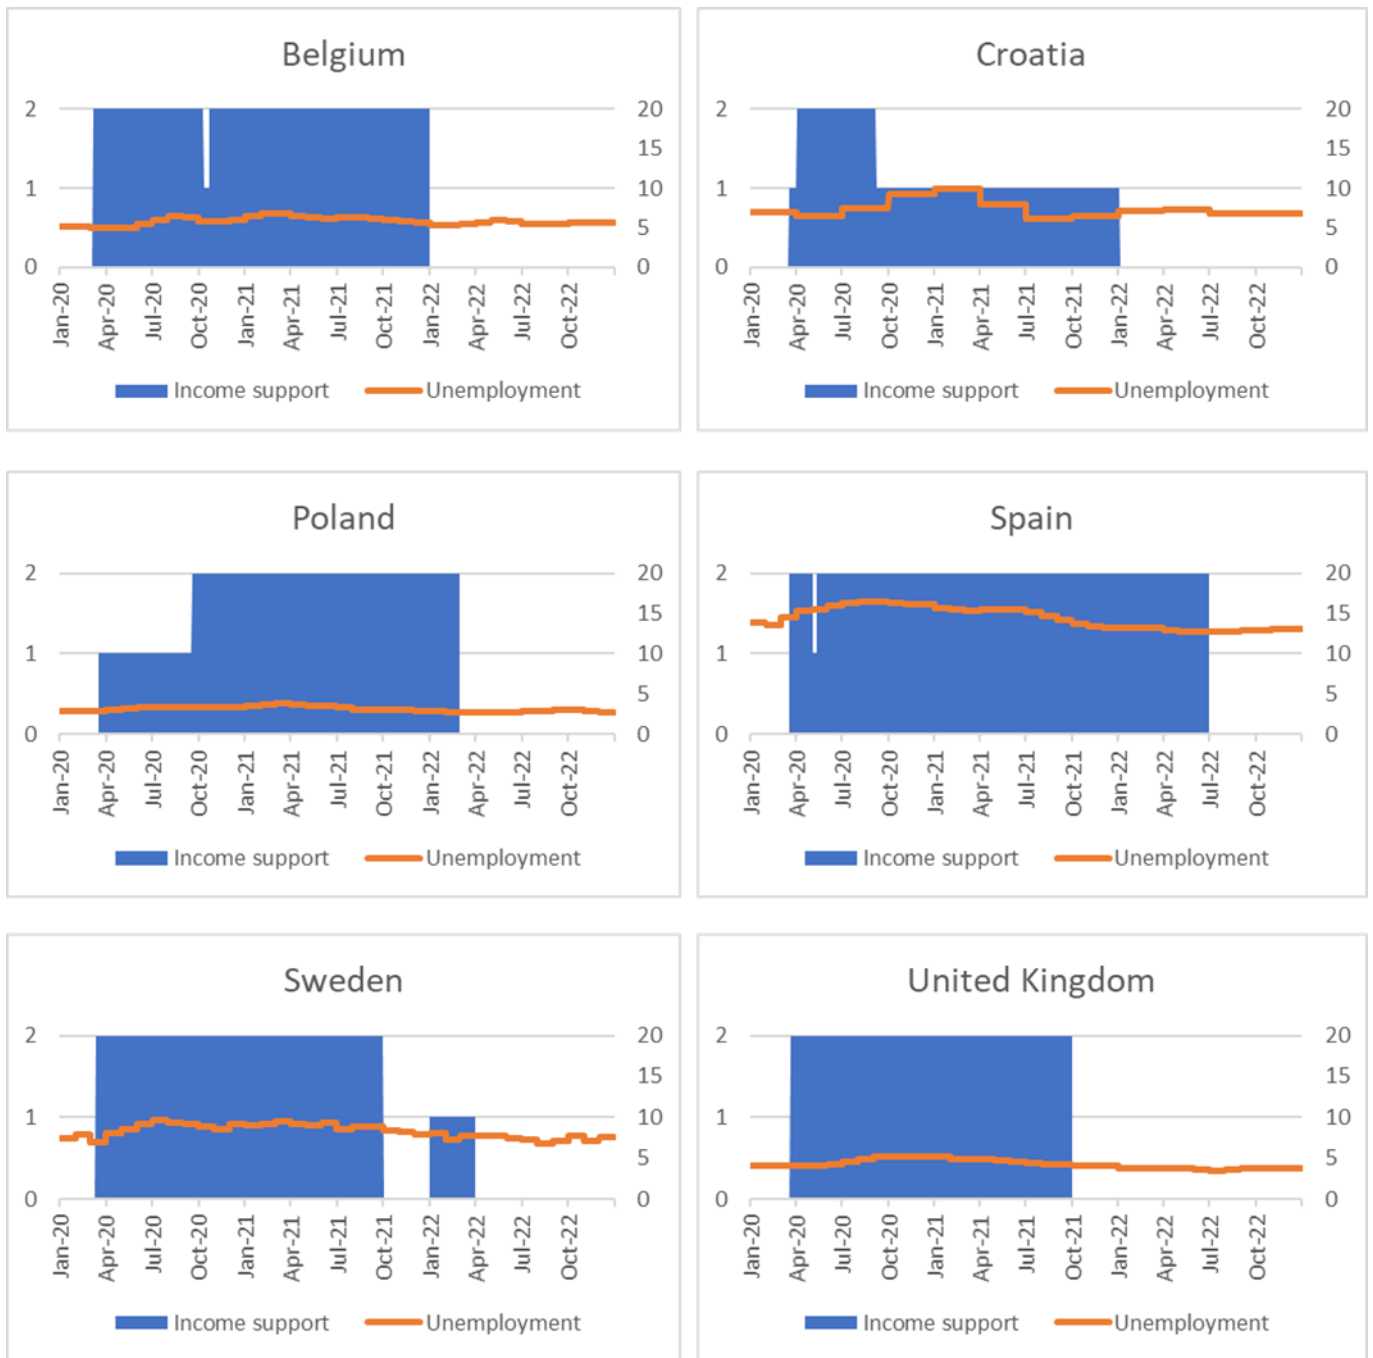 Belgium
2
1
0
20
15
10
5
0
Jan-20
Apr-20
Jul-20
Oct-20
Jan-21
Apr-21
Jul-21
Oct-21
Jan-22
Apr-22
Jul-22
Oct-22
Income support
Unemployment
Croatia
2
1
0
20
15
10
5
0
Jan-20
Apr-20
Jul-20
Oct-20
Jan-21
Apr-21
Jul-21
Oct-21
Jan-22
Apr-22
Jul-22
Oct-22
Income support
Unemployment
Poland
2
1
0
20
15
10
5
0
Jan-20
Apr-20
Jul-20
Oct-20
Jan-21
Apr-21
Jul-21
Oct-21
Jan-22
Apr-22
Jul-22
Oct-22
Income support
Unemployment
Spain
2
1
0
20
15
10
5
0
Jan-20
Apr-20
Jul-20
Oct-20
Jan-21
Apr-21
Jul-21
Oct-21
Jan-22
Apr-22
Jul-22
Oct-22
Income support
Unemployment
Sweden
2
1
0
20
15
10
5
0
Jan-20
Apr-20
Jul-20
Oct-20
Jan-21
Apr-21
Jul-21
Oct-21
Jan-22
Apr-22
Jul-22
Oct-22
Income support
Unemployment
United Kingdom
2
1
0
20
15
10
5
0
Jan-20
Apr-20
Jul-20
Oct-20
Jan-21
Apr-21
Jul-21
Oct-21
Jan-22
Apr-22
Jul-22
Oct-22
Income support
Unemployment